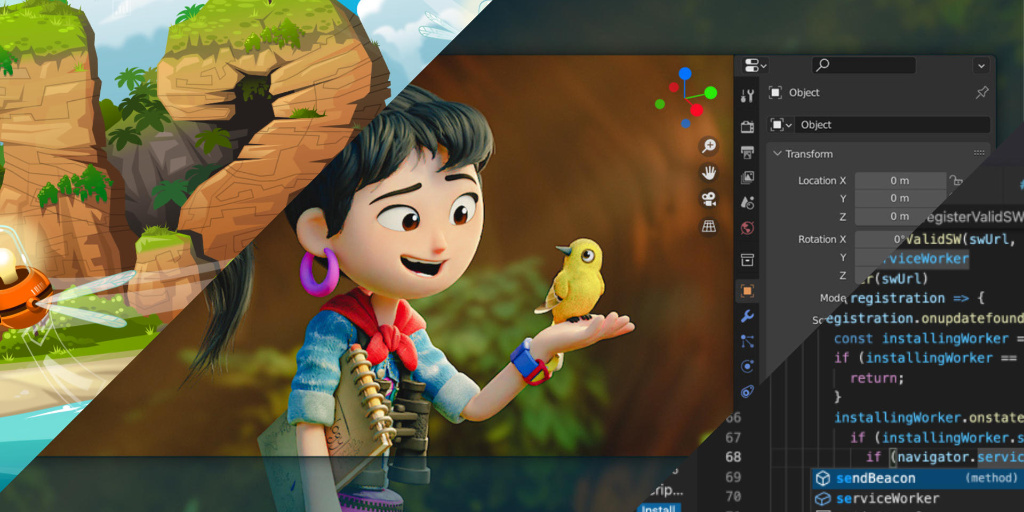 Object
Object
Transform
Location X
0 m
Y
0 m
Z
0 m
Rotation X
0°
Y
Z
Mode
egisterValidSW
ValidSW(swUrl,
viceWorker
er(swUrl)
registration => {
egistration.onupdatefound
const installingWorker =
if (installingWorker ==
return;
}
66
installingWorker.onstate
67
if (installingWorker.s
68
if (navigator.servic
69
sendBeacon
(method)
70
serviceWorker
crip...
Install